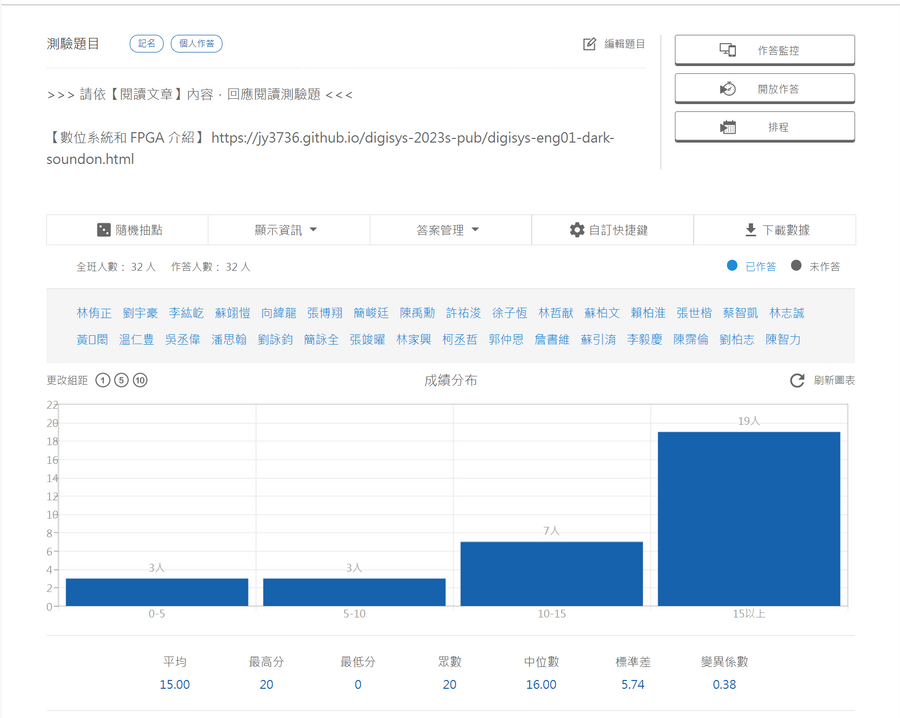 測驗題目 記名 個人作答 編輯題目
作答監控
開放作答
排程
>>> 請依【閱讀文章】內容，回應閱讀測驗題 <<<
【數位系統和 FPGA 介紹】 https://jy3736.github.io/digisys-2023s-pub/digisys-eng01-dark-
soundon.html
隨機抽點 顯示資訊 答案管理 自訂快捷鍵 下載數據
全班人數： 32 人 作答人數： 32 人 已作答 未作答
林侑正 劉宇豪 李紘屹 蘇翊愷 向緯龍 張博翔 簡峻廷 陳禹勳 許祐浚 徐子恆 林哲猷 蘇柏文 賴柏淮 張世楷 蔡智凱 林志誠
黃□閎 溫仁豊 吳丞偉 潘思翰 劉詠鈞 簡詠全 張竣曜 林家興 柯丞哲 郭仲恩 詹書維 蘇引淯 李毅慶 陳霈倫 劉柏志 陳智力
更改組距 1 5 10 成績分布 刷新圖表
22
20
18
16
14
12
10
8
6
4
2
0
3人 3人 7人 19人
0-5 5-10 10-15 15以上
平均 最高分 最低分 眾數 中位數 標準差 變異係數
15.00 20 0 20 16.00 5.74 0.38